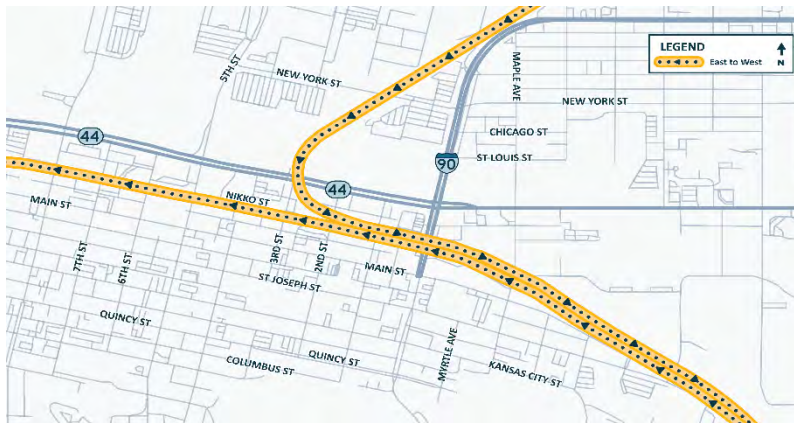 LEGEND
East to West
N
5TH ST
NEW YORK ST
MAPLE AVE
NEW YORK ST
CHICAGO ST
ST LOUIS ST
90
44
44
NIKKO ST
MAIN ST
3RD ST
2ND ST
MAIN ST
7TH ST
6TH ST
ST JOSEPH ST
QUINCY ST
QUINCY ST
COLUMBUS ST
MYRTLE AVE
KANSAS CITY ST